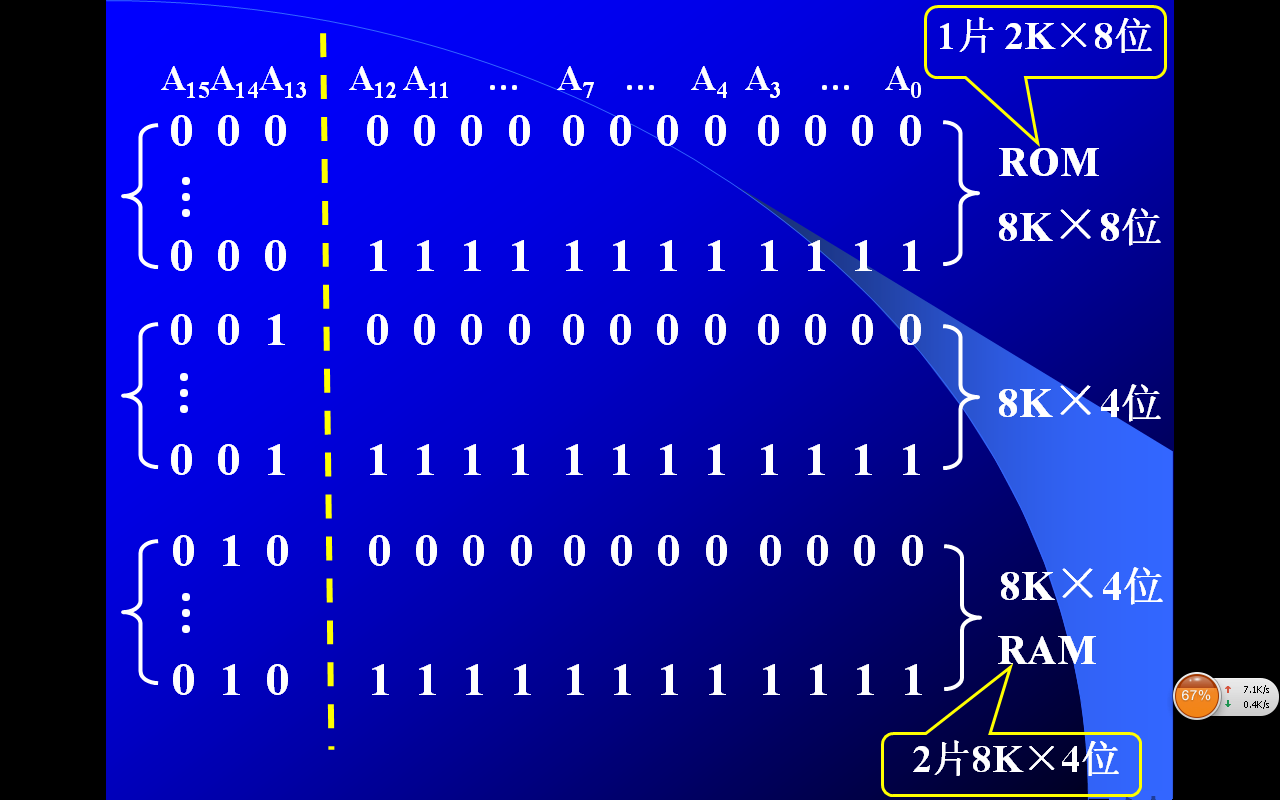 1片 2K×8位
A15A14A13 A12 A11 … A7 … A4 A3 … A0
0 0 0 0 0 0 0 0 0 0 0 0 0 0 0
ROM
⋮
8K×8位
0 0 0 1 1 1 1 1 1 1 1 1 1 1 1
0 0 1 0 0 0 0 0 0 0 0 0 0 0 0
⋮
8K×4位
0 0 1 1 1 1 1 1 1 1 1 1 1 1 1
0 1 0 0 0 0 0 0 0 0 0 0 0 0 0
8K×4位
⋮
RAM
0 1 0 1 1 1 1 1 1 1 1 1 1 1 1
67%
7.1K/s
0.4K/s
2片8K×4位